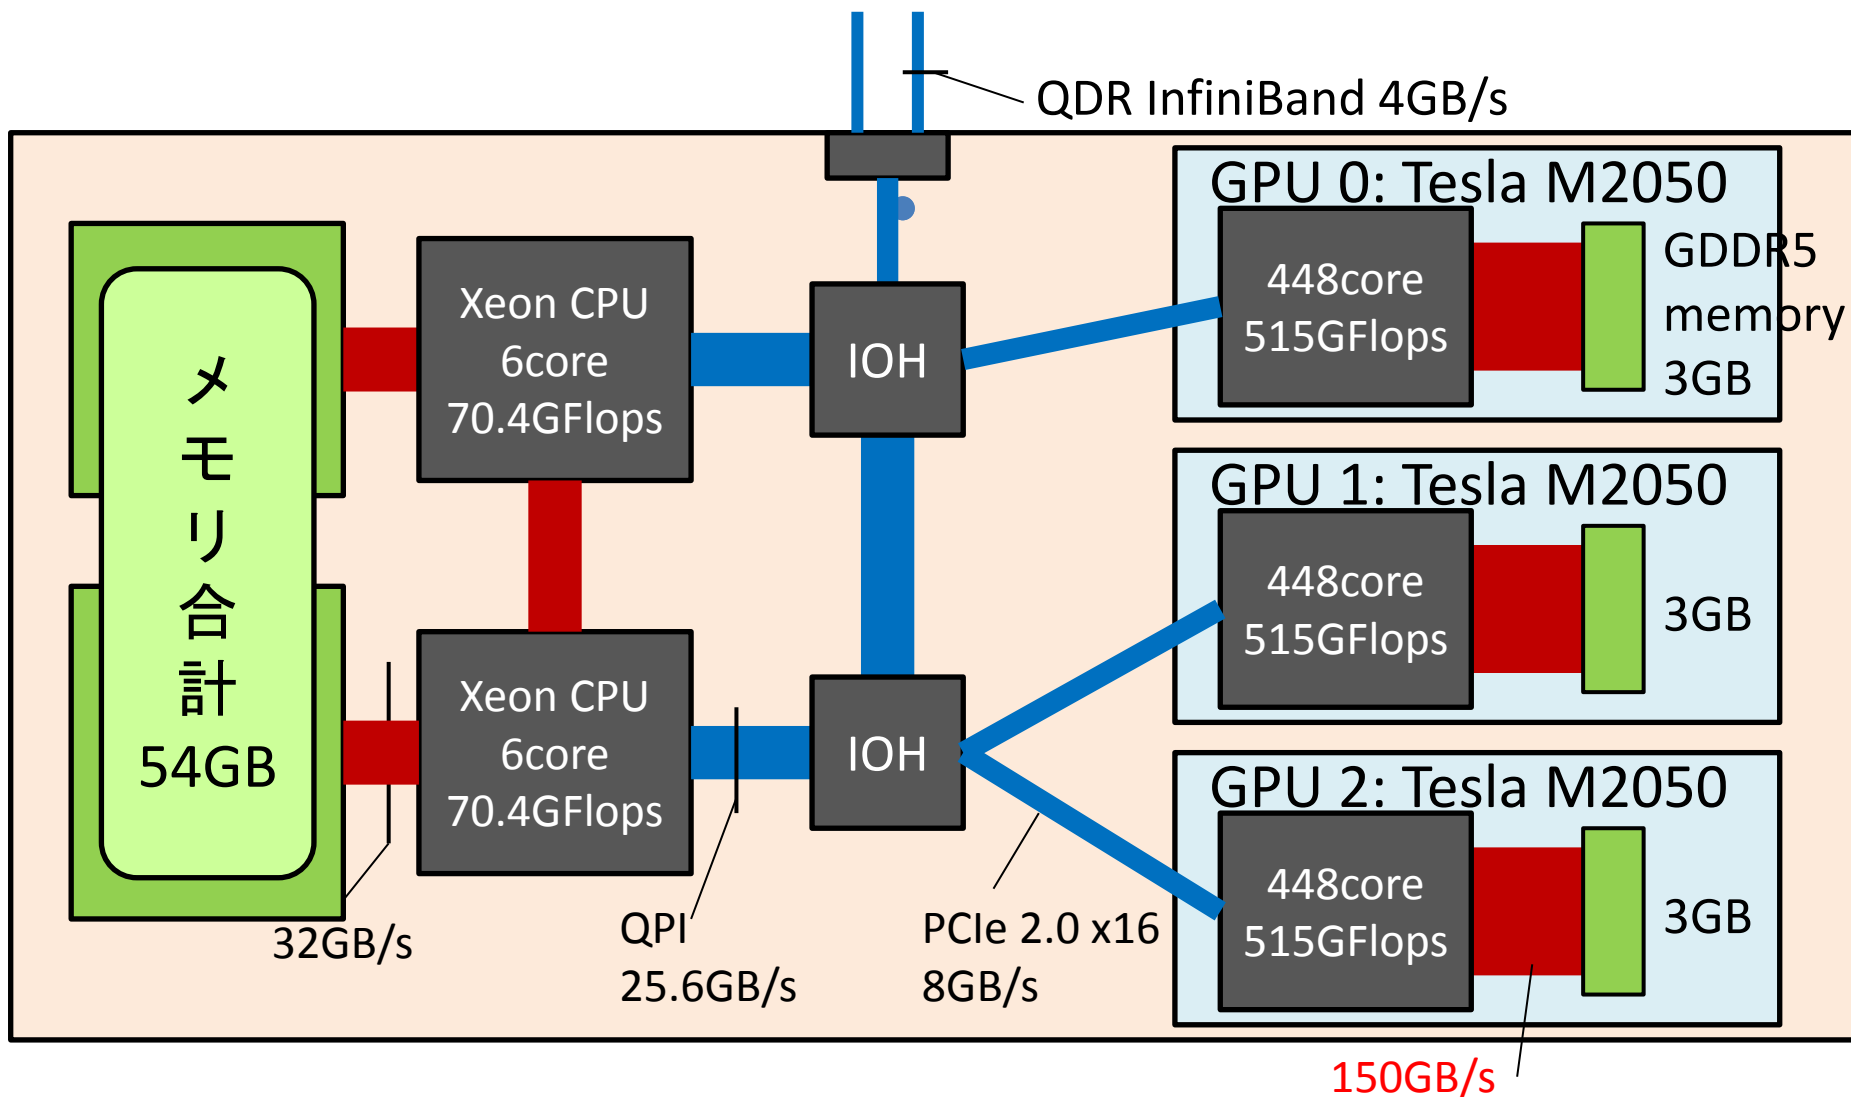 QDR InfiniBand 4GB/s
メ
モ
リ
合
計
54GB
Xeon CPU
6core
70.4GFlops
IOH
GPU 0: Tesla M2050
448core
515GFlops
GDDR5
memory
3GB
GPU 1: Tesla M2050
448core
515GFlops
3GB
Xeon CPU
6core
70.4GFlops
IOH
GPU 2: Tesla M2050
448core
515GFlops
3GB
32GB/s
QPI
25.6GB/s
PCIe 2.0 x16
8GB/s
150GB/s